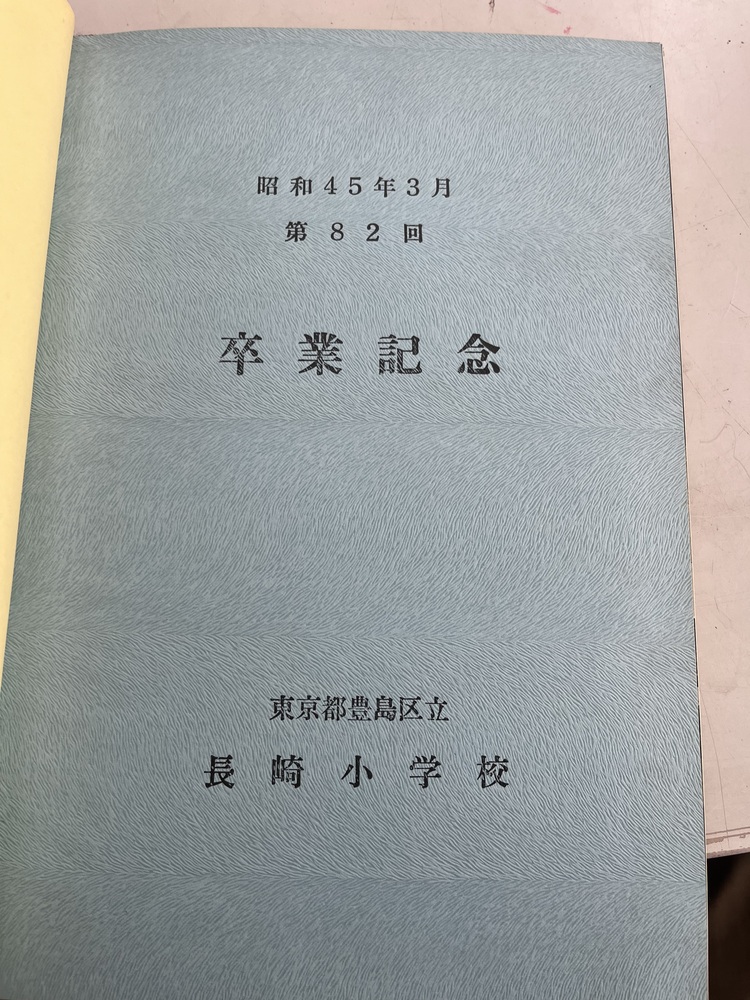 昭和45年3月
第82回
卒業記念
東京都豊島区立
長崎小学校